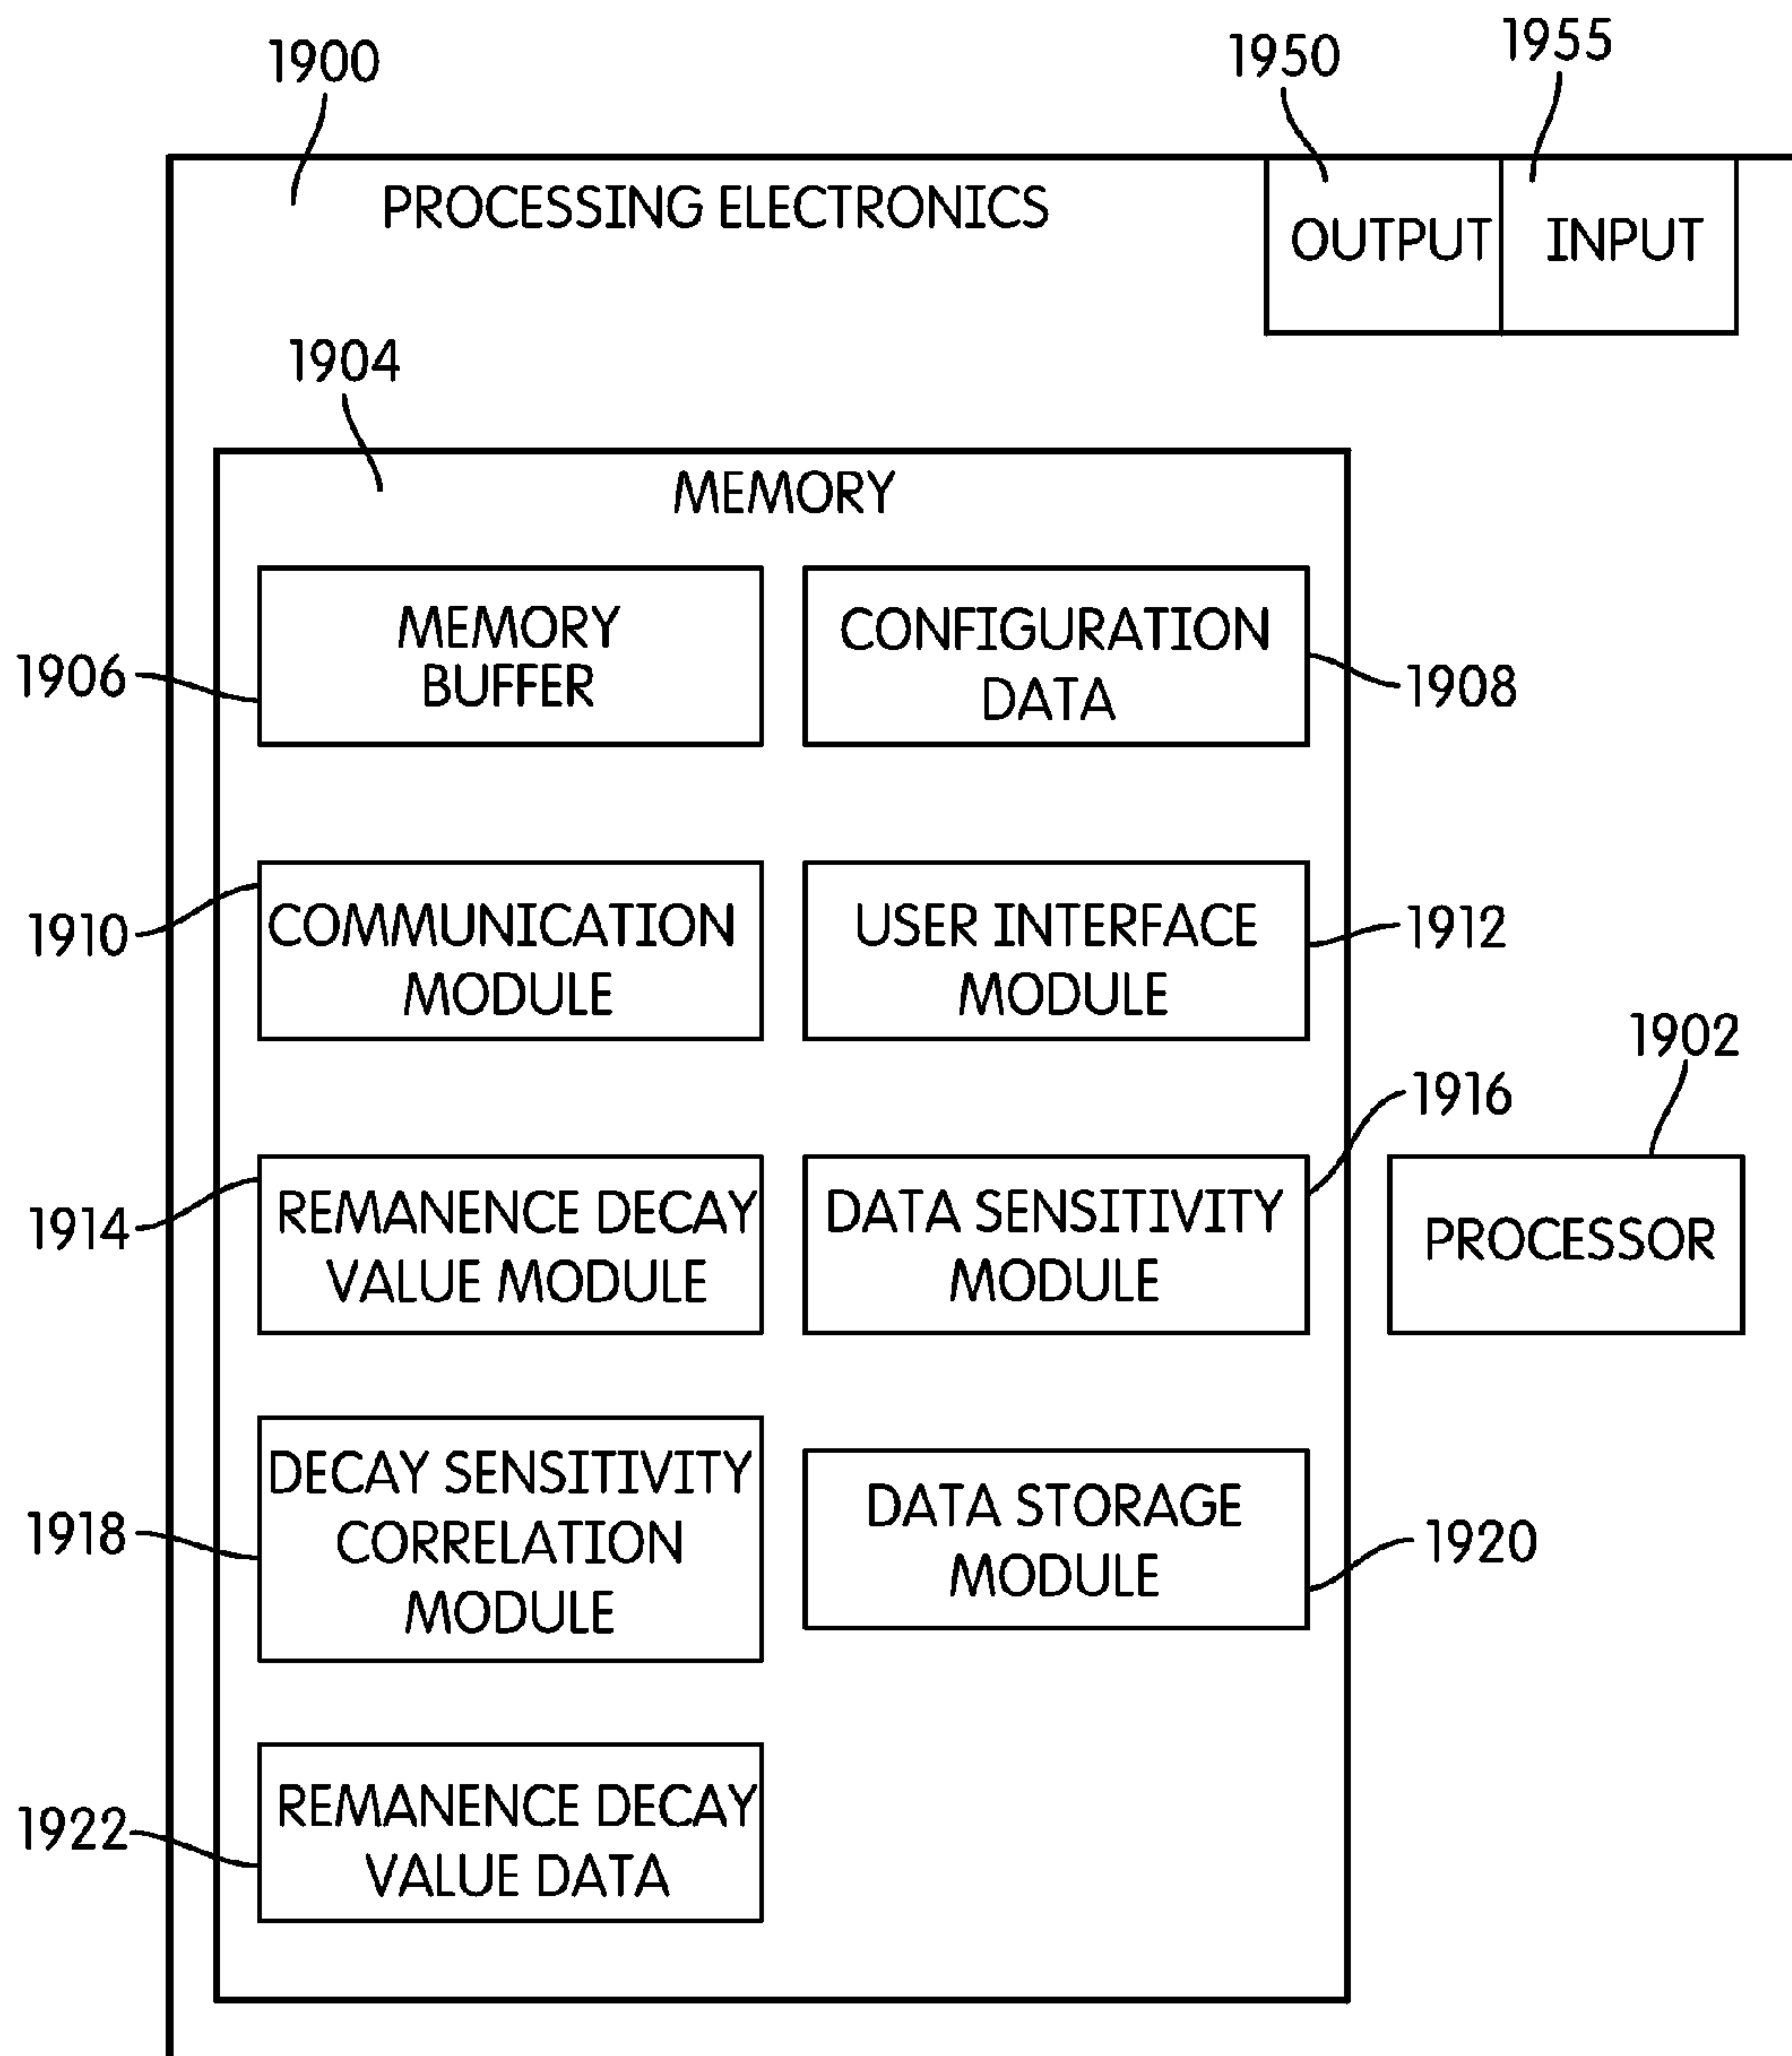 1900
1950
1955
PROCESSING ELECTRONICS
OUTPUT
INPUT
1904
MEMORY
MEMORY
BUFFER
1906
CONFIGURATION
DATA
1908
COMMUNICATION
MODULE
1910
USER INTERFACE
MODULE
1912
1902
1916
REMANENCE DECAY
VALUE MODULE
1914
DATA SENSITIVITY
MODULE
PROCESSOR
DECAY SENSITIVITY
CORRELATION
MODULE
1918
DATA STORAGE
MODULE
1920
REMANENCE DECAY
VALUE DATA
1922